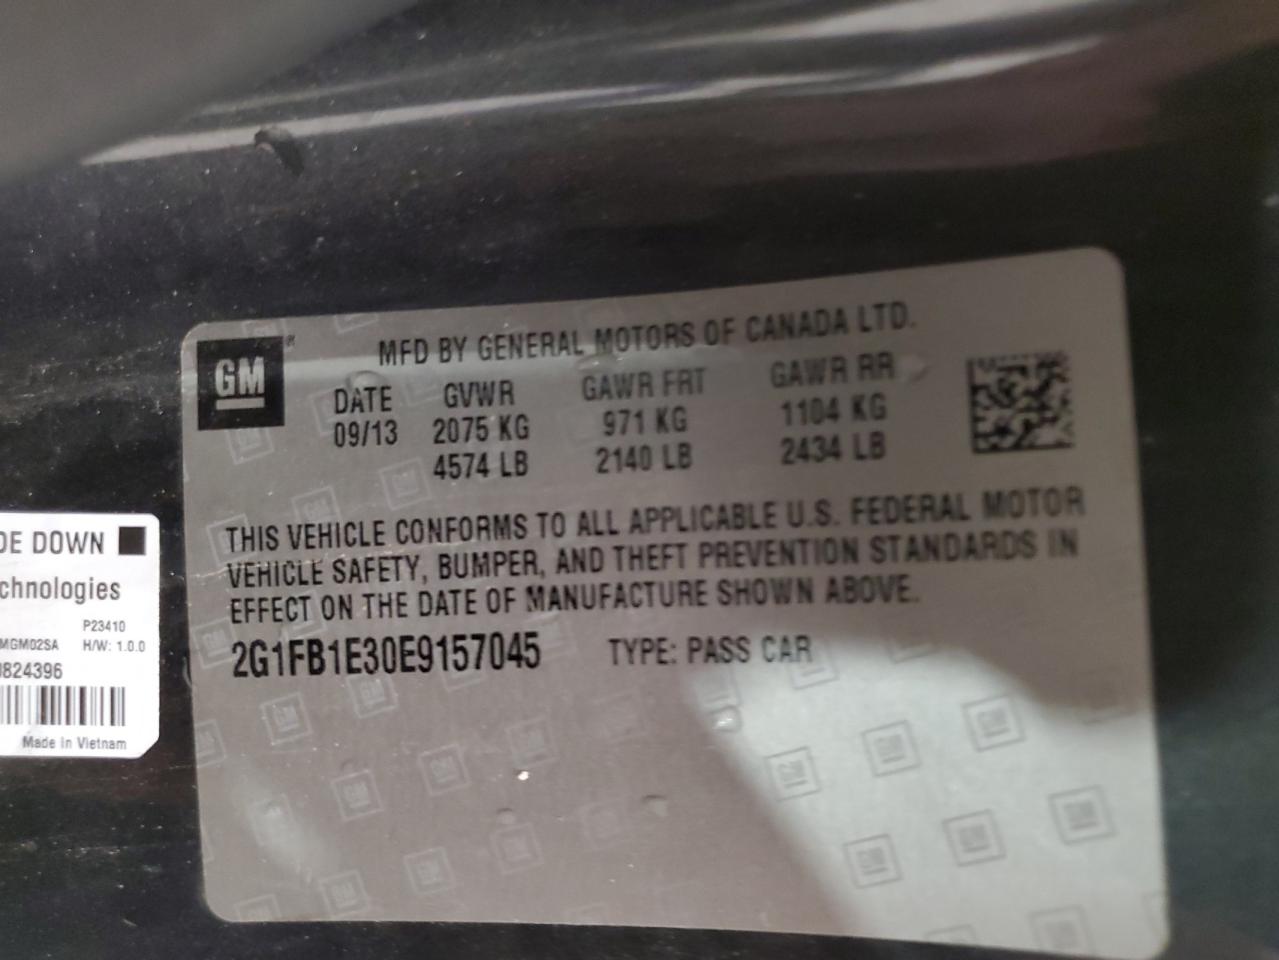 GM
MFD BY GENERAL MOTORS OF CANADA LTD.
DATE GVWR GAWR FRT GAWR RR
09/13 2075 KG 971 KG 1104 KG
4574 LB 2140 LB 2434 LB
THIS VEHICLE CONFORMS TO ALL APPLICABLE U.S. FEDERAL MOTOR
VEHICLE SAFETY, BUMPER, AND THEFT PREVENTION STANDARDS IN
EFFECT ON THE DATE OF MANUFACTURE SHOWN ABOVE.
2G1FB1E30E9157045 TYPE: PASS CAR
DE DOWN
chnologies
P23410
MGM02SA H/W: 1.0.0
0824396
Made In Vietnam